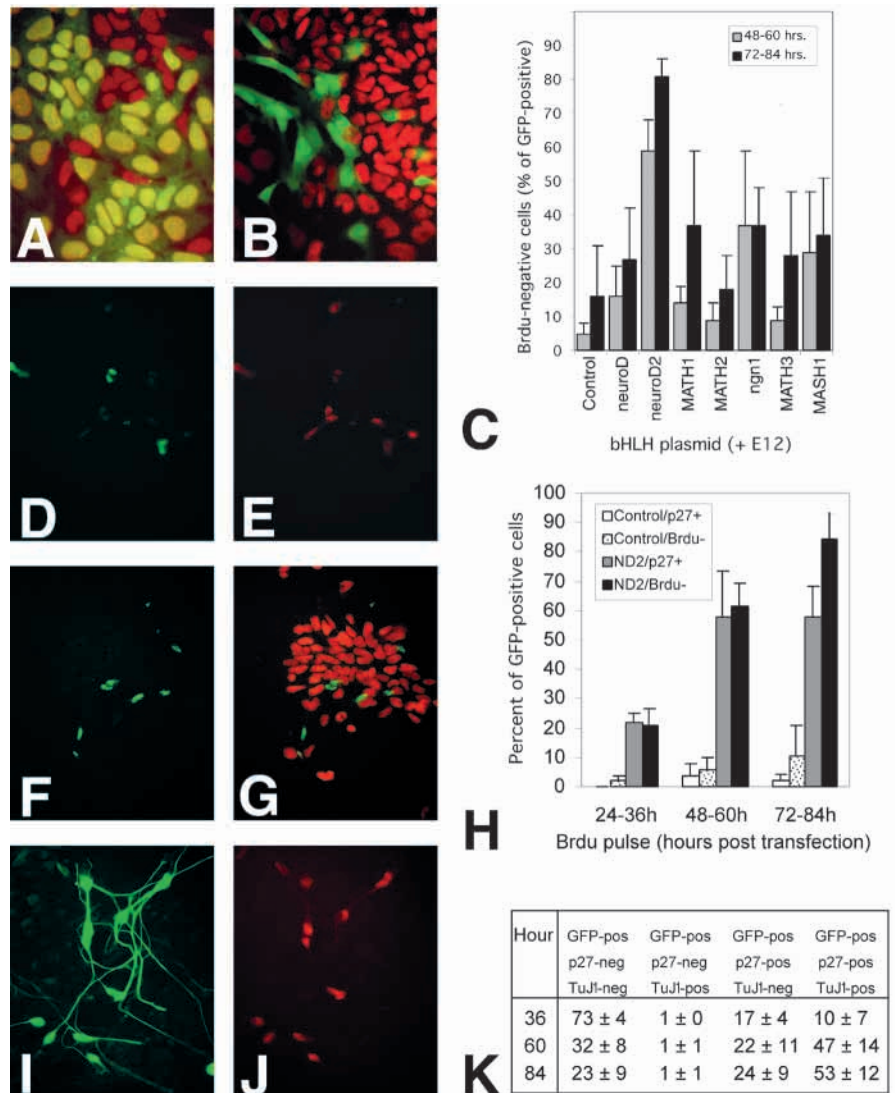 A
B
90
80
70
60
50
40
30
20
10
0
Brdu-negative cells (% of GFP-positive)
48-60 hrs.
72-84 hrs.
Control
neuroD
neuroD2
MATH1
MATH2
ngn1
MATH3
MASH1
bHLH plasmid (+ E12)
C
D
E
F
G
100
90
80
70
60
50
40
30
20
10
0
Percent of GFP-positive cells
Control/p27+
Control/Brdu-
ND2/p27+
ND2/Brdu-
24-36h 48-60h 72-84h
Brdu pulse (hours post transfection)
H
I
J
K
Hour GFP-pos GFP-pos GFP-pos GFP-pos
p27-neg p27-neg p27-pos p27-pos
TuJ1-neg TuJ1-pos TuJ1-neg TuJ1-pos
36 73 ± 4 1 ± 0 17 ± 4 10 ± 7
60 32 ± 8 1 ± 1 22 ± 11 47 ± 14
84 23 ± 9 1 ± 1 24 ± 9 53 ± 12